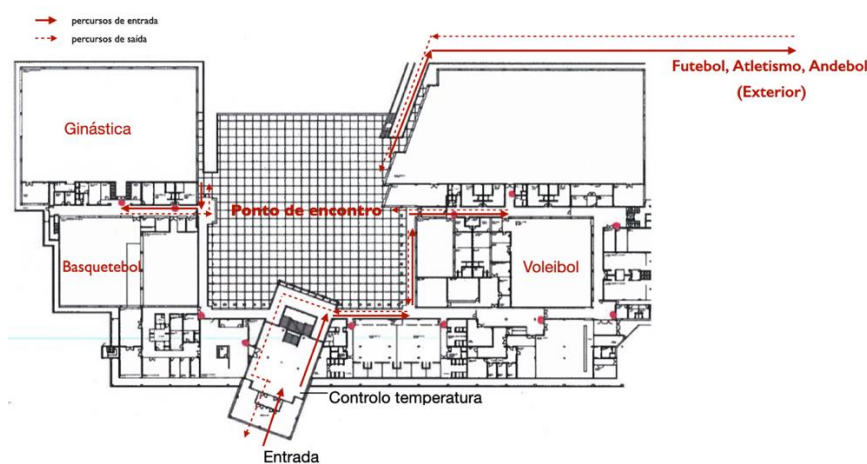 percursos de entrada
percursos de saída
Futebol, Atletismo, Andebol
(Exterior)
Ginástica
Ponto de encontro
Basquetebol
Voleibol
Controlo temperatura
Entrada